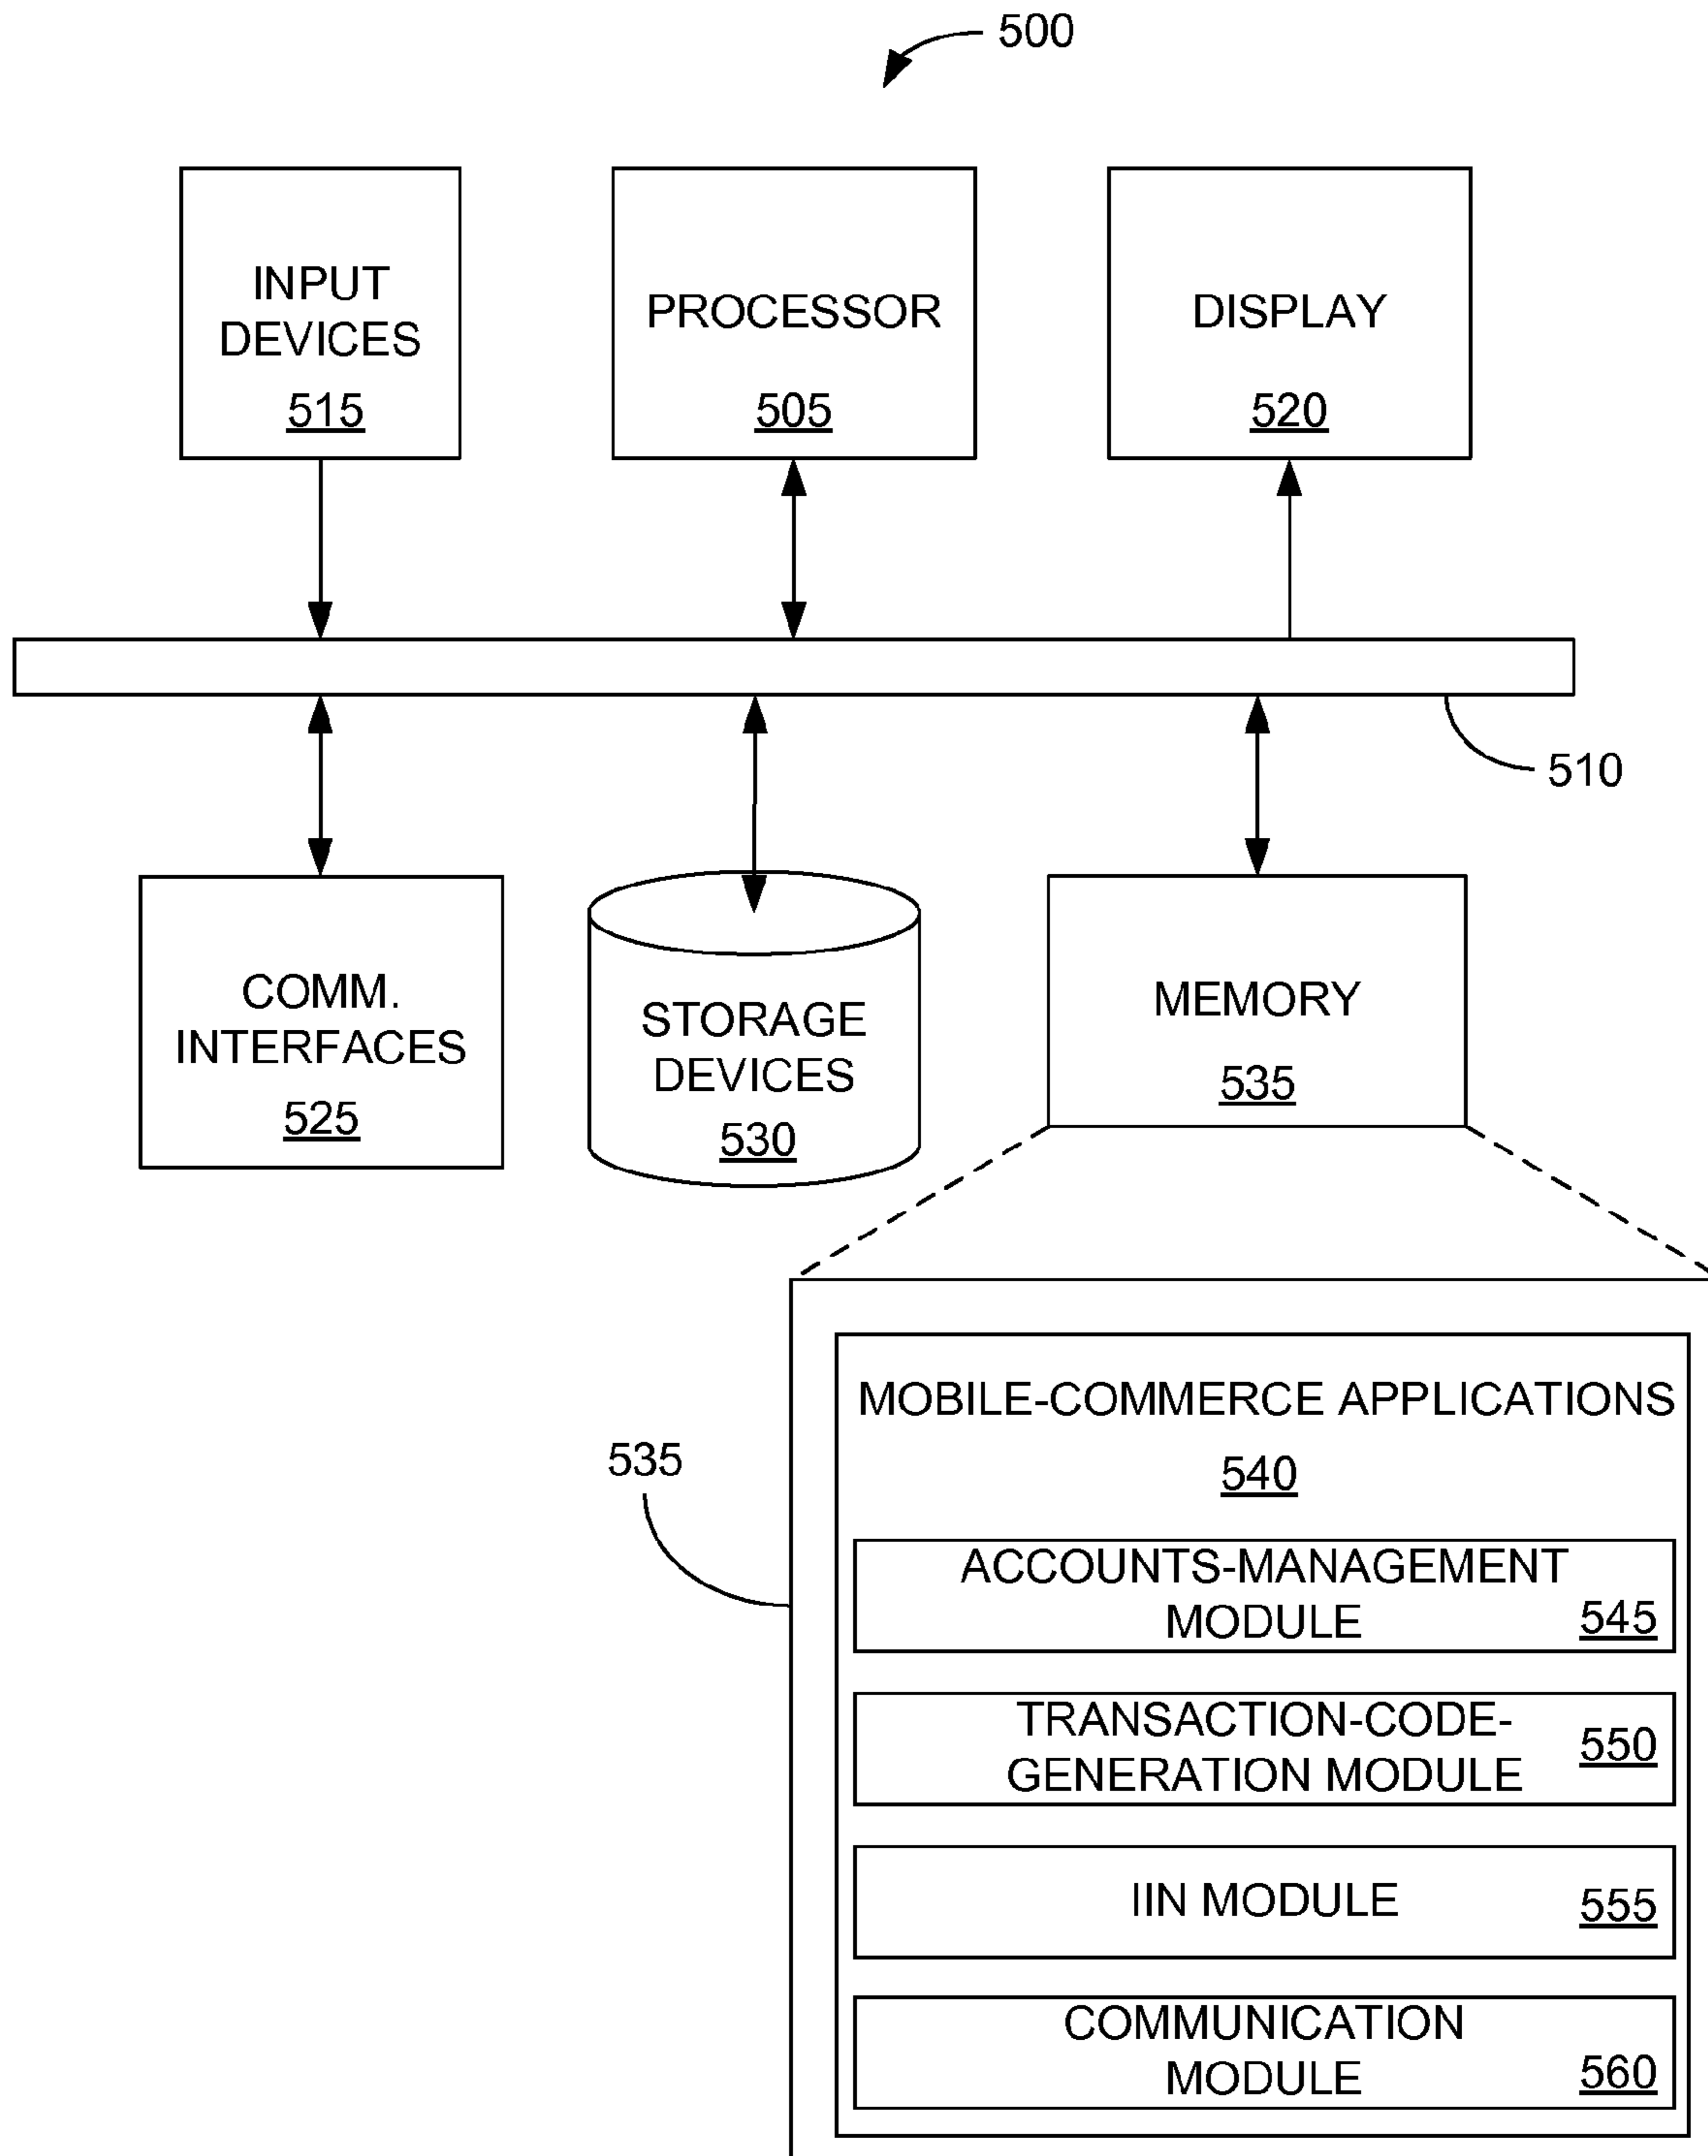 500
INPUT
DEVICES
515
PROCESSOR
505
DISPLAY
520
510
COMM.
INTERFACES
525
STORAGE
DEVICES
530
MEMORY
535
535
MOBILE-COMMERCE APPLICATIONS
540
ACCOUNTS-MANAGEMENT
MODULE
545
TRANSACTION-CODE-
GENERATION MODULE
550
IIN MODULE
555
COMMUNICATION
MODULE
560